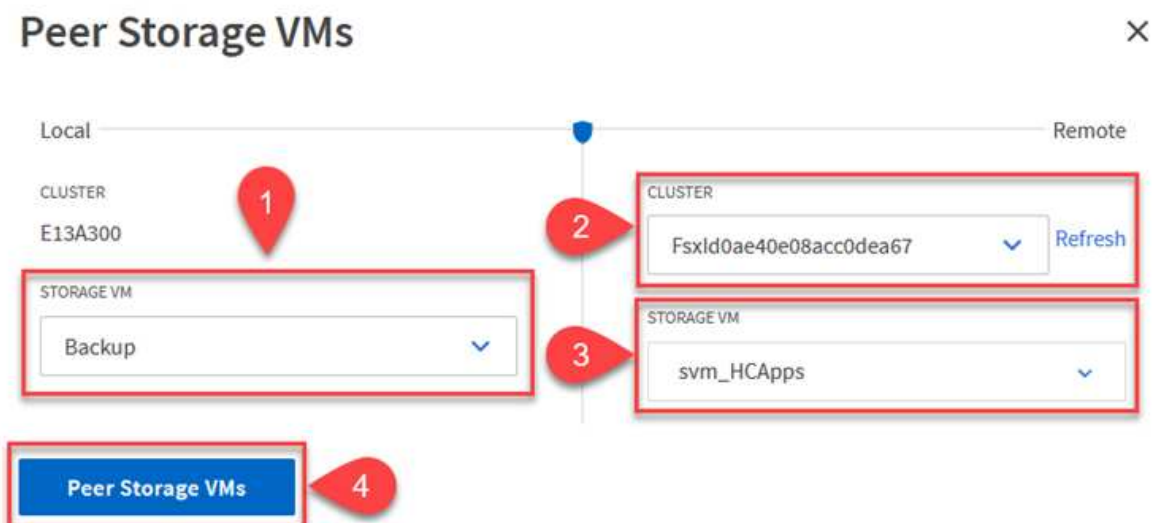 Peer Storage VMs
Local
Remote
CLUSTER
E13A300
1
STORAGE VM
Backup
2
CLUSTER
FsxId0ae40e08acc0dea67
Refresh
3
STORAGE VM
svm_HCApps
Peer Storage VMs
4